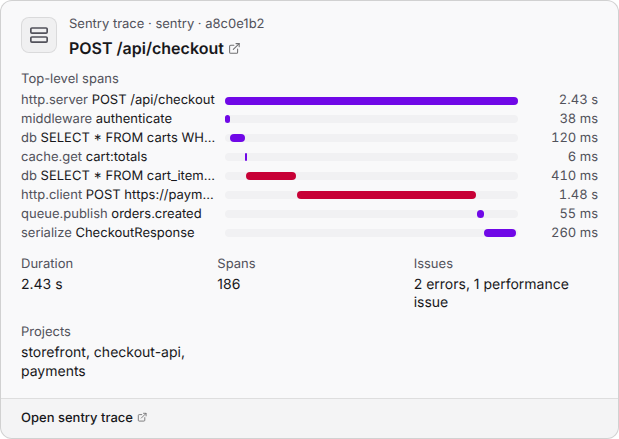 Sentry trace · sentry · a8c0e1b2
POST /api/checkout
Top-level spans
http.server POST /api/checkout 2.43 s
middleware authenticate 38 ms
db SELECT * FROM carts WH... 120 ms
cache.get cart:totals 6 ms
db SELECT * FROM cart_item... 410 ms
http.client POST https://paym... 1.48 s
queue.publish orders.created 55 ms
serialize CheckoutResponse 260 ms
Duration
2.43 s
Spans
186
Issues
2 errors, 1 performance
issue
Projects
storefront, checkout-api,
payments
Open sentry trace